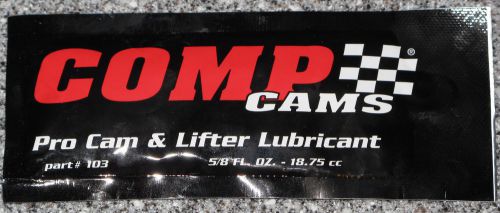 COMP
CAMS
®
Pro Cam & Lifter Lubricant
part# 103 5/8 FL. OZ. - 18.75 cc